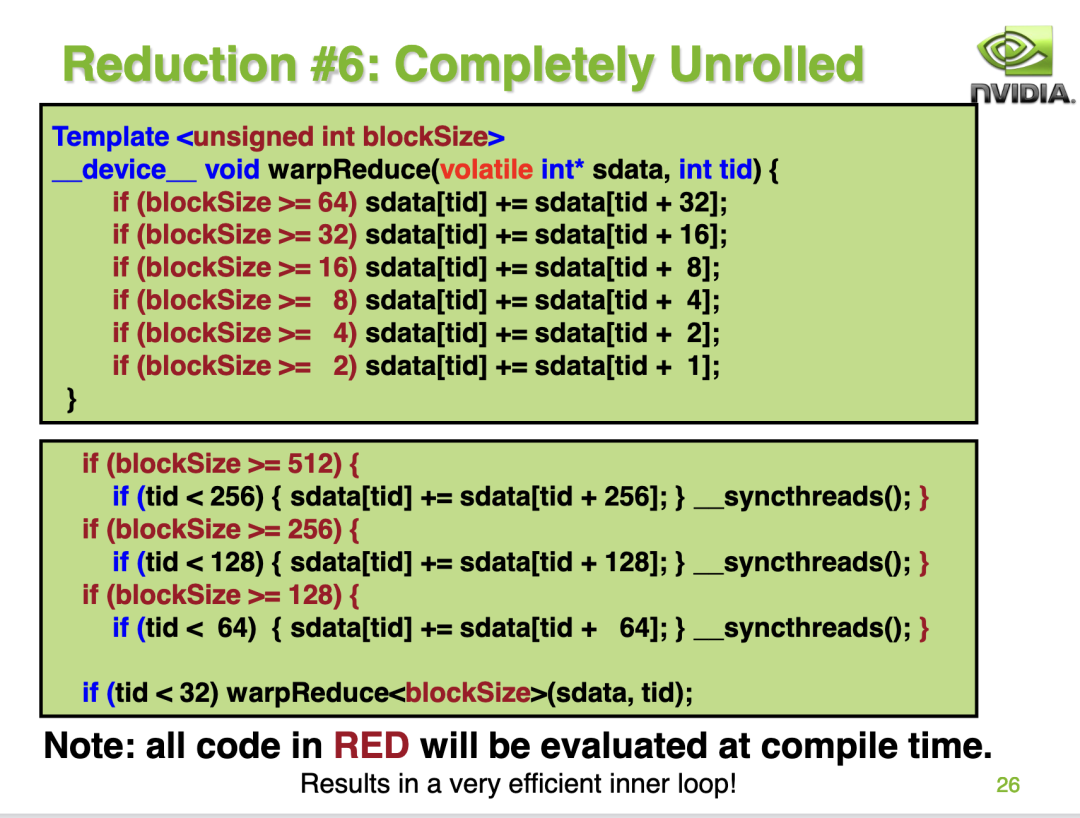 Reduction #6: Completely Unrolled
NVIDIA.
Template <unsigned int blockSize>
__device__ void warpReduce(volatile int* sdata, int tid) {
if (blockSize >= 64) sdata[tid] += sdata[tid + 32];
if (blockSize >= 32) sdata[tid] += sdata[tid + 16];
if (blockSize >= 16) sdata[tid] += sdata[tid +  8];
if (blockSize >=   8) sdata[tid] += sdata[tid +  4];
if (blockSize >=   4) sdata[tid] += sdata[tid +  2];
if (blockSize >=   2) sdata[tid] += sdata[tid +  1];
}
if (blockSize >= 512) {
if (tid < 256) { sdata[tid] += sdata[tid + 256]; } __syncthreads(); }
if (blockSize >= 256) {
if (tid < 128) { sdata[tid] += sdata[tid + 128]; } __syncthreads(); }
if (blockSize >= 128) {
if (tid <  64)  { sdata[tid] += sdata[tid +   64]; } __syncthreads(); }
if (tid < 32) warpReduce<blockSize>(sdata, tid);
Note: all code in RED will be evaluated at compile time.
Results in a very efficient inner loop!
26